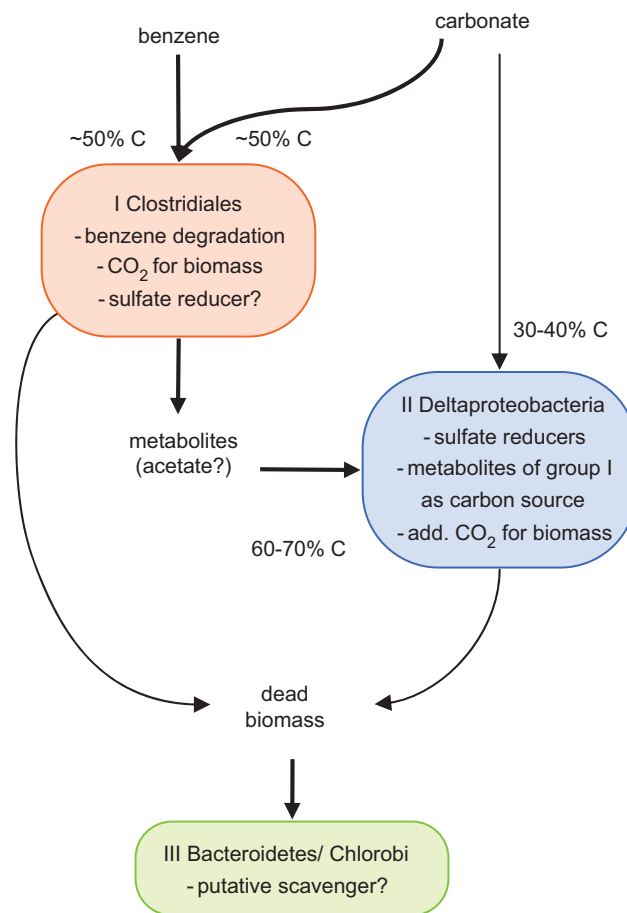 benzene
carbonate
~50% C
~50% C
I Clostridiales
- benzene degradation
- CO₂ for biomass
- sulfate reducer?
30-40% C
II Deltaproteobacteria
- sulfate reducers
- metabolites of group I
as carbon source
- add. CO₂ for biomass
metabolites
(acetate?)
60-70% C
dead
biomass
III Bacteroidetes/ Chlorobi
- putative scavenger?